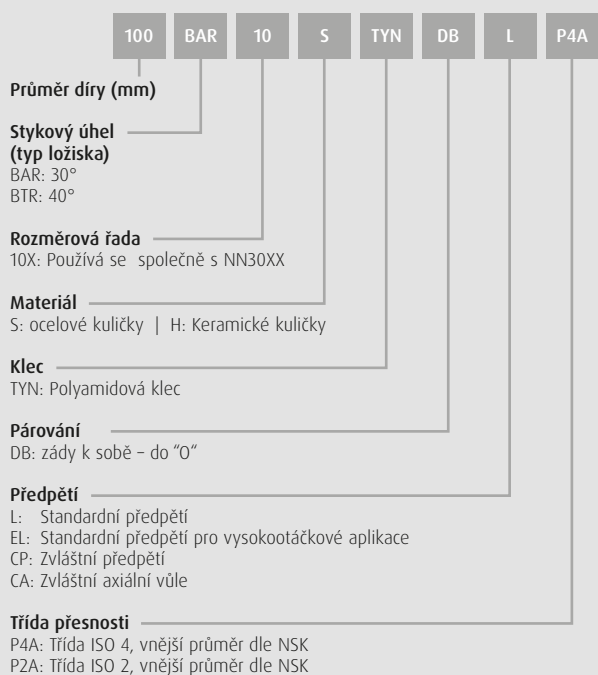 100 BAR 10 S TYN DB L P4A
Průměr díry (mm)
Stykový úhel
(typ ložiska)
BAR: 30°
BTR: 40°
Rozměrová řada
10X: Používá se společně s NN30XX
Materiál
S: ocelové kuličky | H: Keramické kuličky
Klec
TYN: Polyamidová klec
Párování
DB: zády k sobě – do "O"
Předpětí
L: Standardní předpětí
EL: Standardní předpětí pro vysokootáčkové aplikace
CP: Zvláštní předpětí
CA: Zvláštní axiální vůle
Třída přesnosti
P4A: Třída ISO 4, vnější průměr dle NSK
P2A: Třída ISO 2, vnější průměr dle NSK